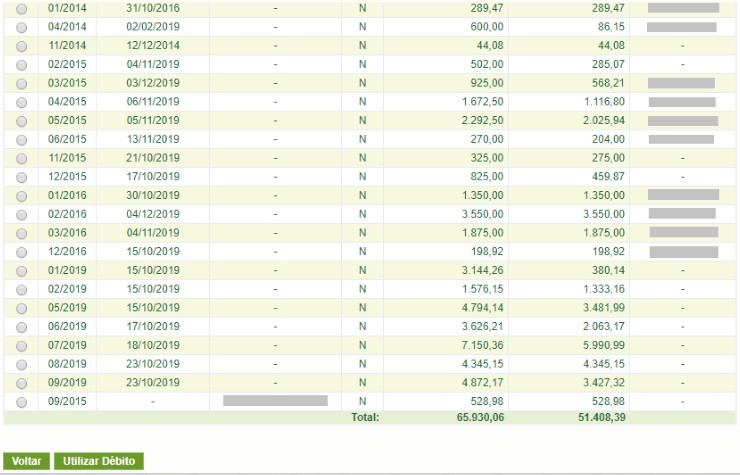 01/2014 31/10/2016 - N 289,47 289,47
04/2014 02/02/2019 - N 600,00 86,15
11/2014 12/12/2014 - N 44,08 44,08 -
02/2015 04/11/2019 - N 502,00 285,07 -
03/2015 03/12/2019 - N 925,00 568,21
04/2015 06/11/2019 - N 1.672,50 1.116,80
05/2015 05/11/2019 - N 2.292,50 2.025,94
06/2015 13/11/2019 - N 270,00 204,00
11/2015 21/10/2019 - N 325,00 275,00 -
12/2015 17/10/2019 - N 825,00 459,87 -
01/2016 30/10/2019 - N 1.350,00 1.350,00
02/2016 04/12/2019 - N 3.550,00 3.550,00
03/2016 04/11/2019 - N 1.875,00 1.875,00
12/2016 15/10/2019 - N 198,92 198,92
01/2019 15/10/2019 - N 3.144,26 380,14 -
02/2019 15/10/2019 - N 1.576,15 1.333,16 -
05/2019 15/10/2019 - N 4.794,14 3.481,99 -
06/2019 17/10/2019 - N 3.626,21 2.063,17 -
07/2019 18/10/2019 - N 7.150,36 5.990,99 -
08/2019 23/10/2019 - N 4.345,15 4.345,15 -
09/2019 23/10/2019 - N 4.872,17 3.427,32 -
09/2015 - N 528,98 528,98 -
Total: 65.930,06 51.408,39
Voltar Utilizar Débito